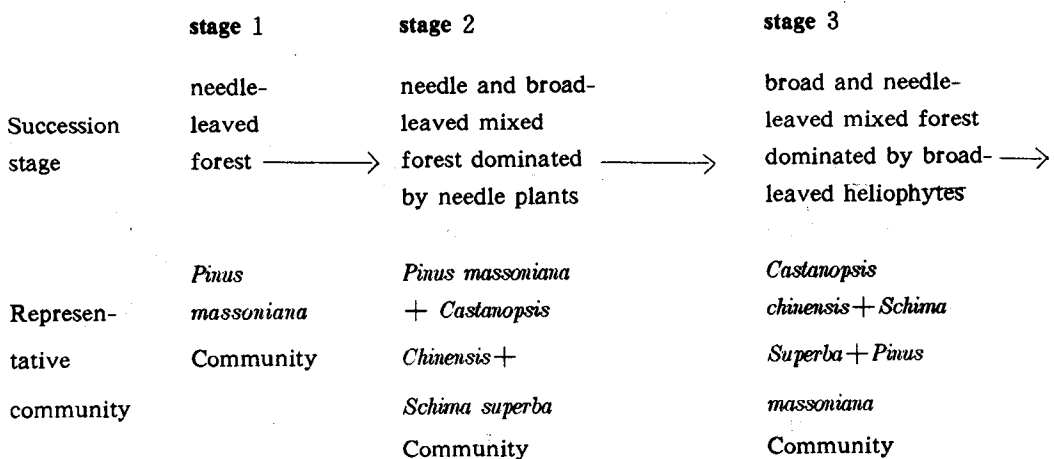 stage 1 stage 2 stage 3
needle- needle and broad- broad and needle-
Succession leaved leaved mixed leaved mixed forest
stage forest → forest dominated → dominated by broad- →
by needle plants leaved heliophytes
Pinus Pinus massoniana Castanopsis
Represen- massoniana + Castanopsis chinensis + Schima
tative Community Chinensis + Superba + Pinus
community Schima superba massoniana
Community Community